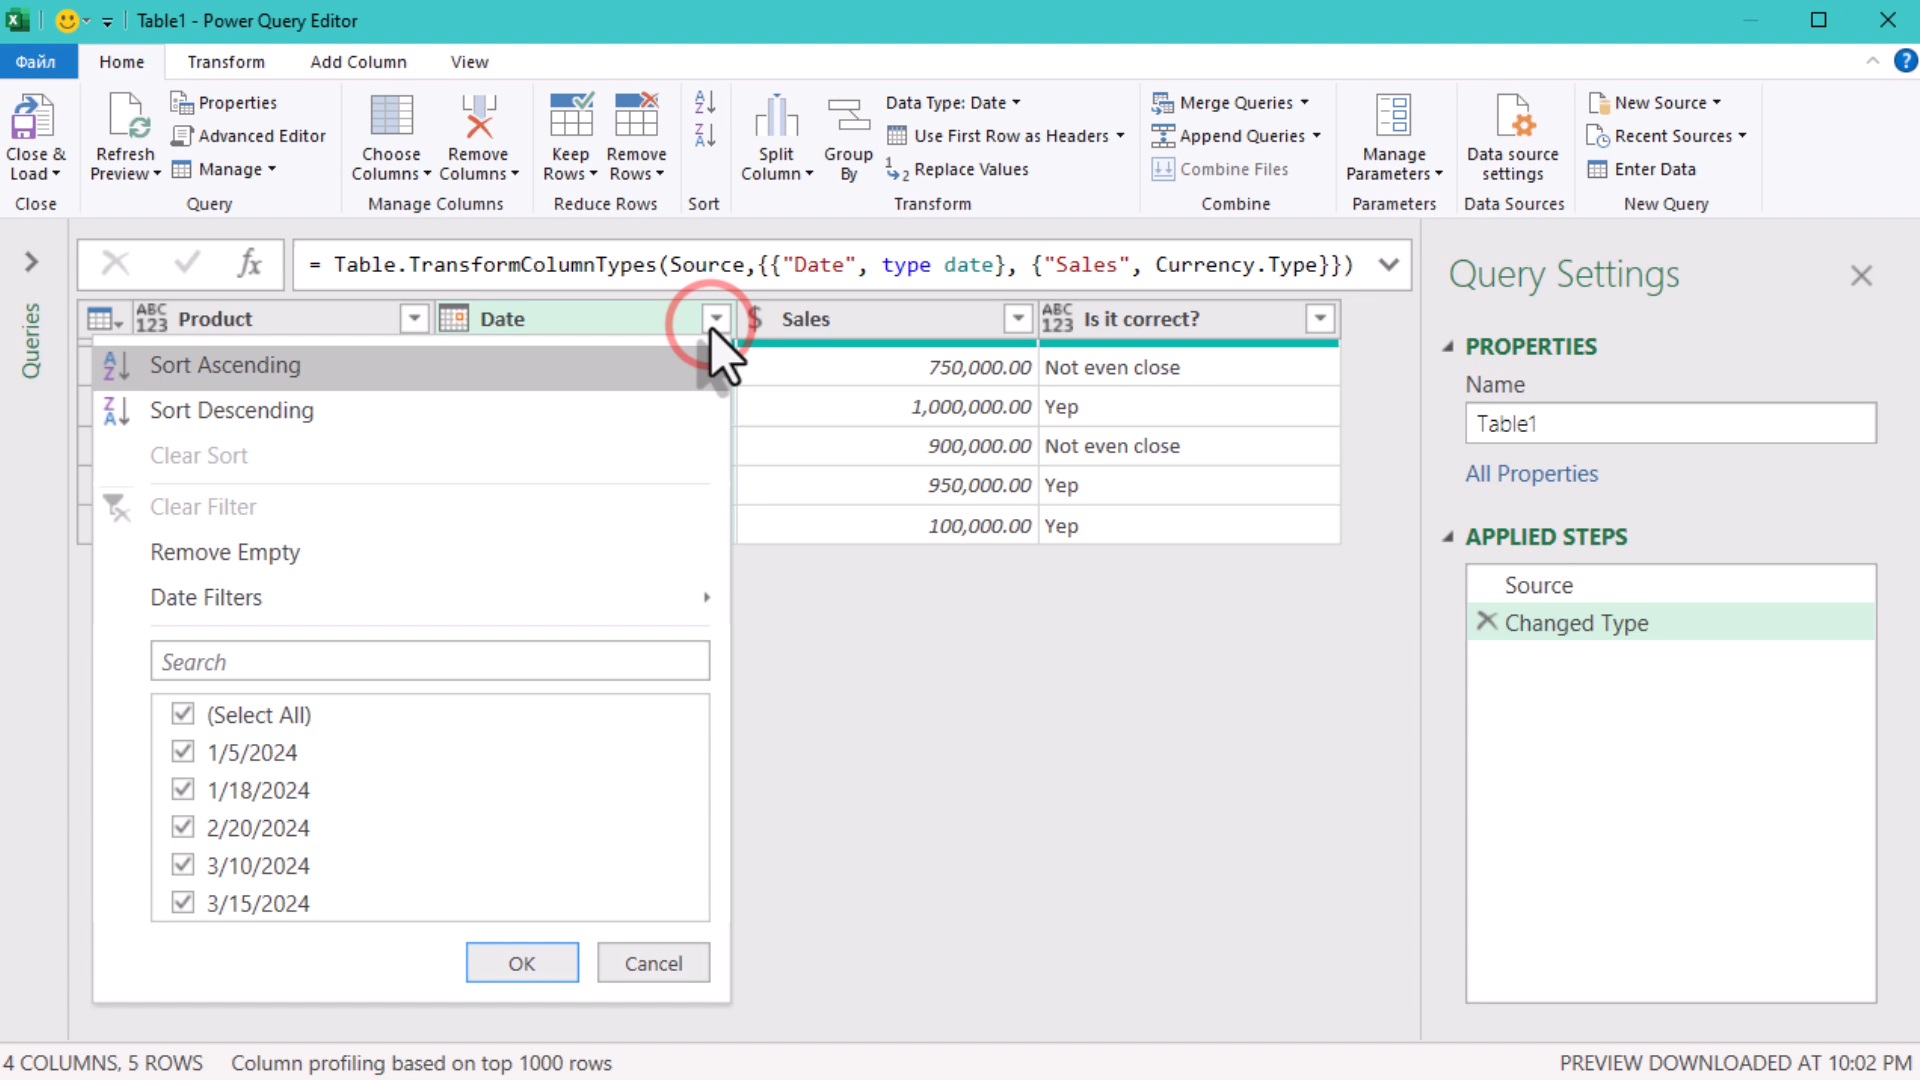 Table1 - Power Query Editor
Файл Home Transform Add Column View
Close & Load
Close
Refresh Preview
Properties
Advanced Editor
Manage
Query
Choose Columns
Remove Columns
Manage Columns
Keep Rows
Remove Rows
Reduce Rows
Sort
Split Column
Group By
Data Type: Date
Use First Row as Headers
Replace Values
Transform
Merge Queries
Append Queries
Combine Files
Combine
Manage Parameters
Parameters
Data source settings
Data Sources
New Source
Recent Sources
Enter Data
New Query
Queries
fx = Table.TransformColumnTypes(Source,{{"Date", type date}, {"Sales", Currency.Type}})
ABC 123 Product Date $ Sales ABC 123 Is it correct?
750,000.00 Not even close
1,000,000.00 Yep
900,000.00 Not even close
950,000.00 Yep
100,000.00 Yep
Sort Ascending
Sort Descending
Clear Sort
Clear Filter
Remove Empty
Date Filters
Search
(Select All)
1/5/2024
1/18/2024
2/20/2024
3/10/2024
3/15/2024
OK Cancel
Query Settings
PROPERTIES
Name
Table1
All Properties
APPLIED STEPS
Source
Changed Type
4 COLUMNS, 5 ROWS Column profiling based on top 1000 rows
PREVIEW DOWNLOADED AT 10:02 PM